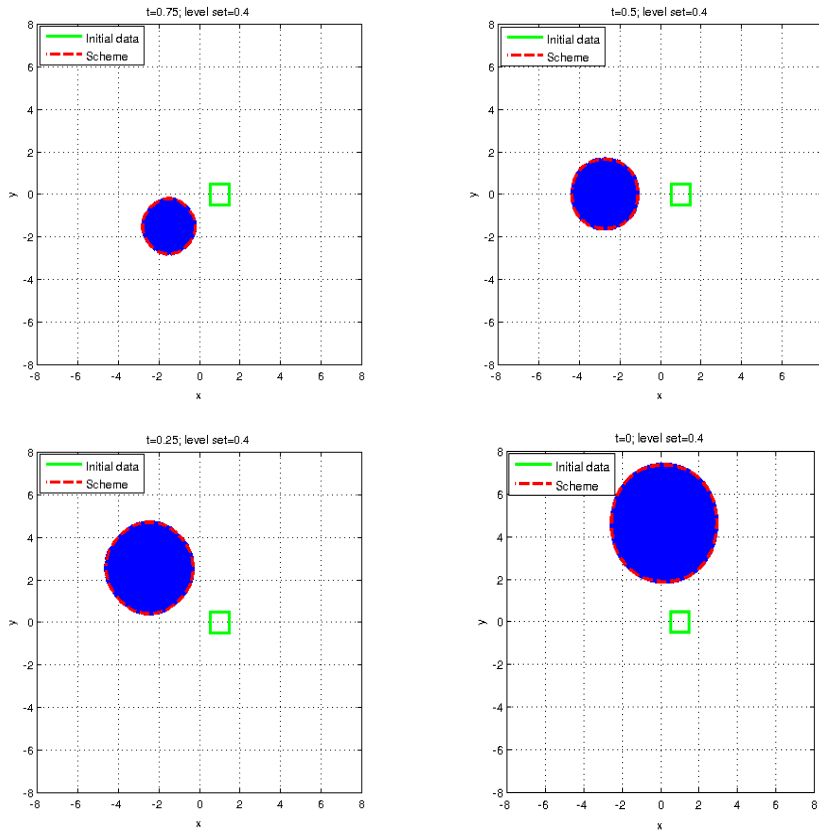 t=0.75; level set=0.4
Initial data
Scheme
8
6
4
2
0
-2
-4
-6
-8
y
-8 -6 -4 -2 0 2 4 6 8
x
t=0.5; level set=0.4
Initial data
Scheme
8
6
4
2
0
-2
-4
-6
-8
y
-8 -6 -4 -2 0 2 4 6 8
x
t=0.25; level set=0.4
Initial data
Scheme
8
6
4
2
0
-2
-4
-6
-8
y
-8 -6 -4 -2 0 2 4 6 8
x
t=0; level set=0.4
Initial data
Scheme
8
6
4
2
0
-2
-4
-6
-8
y
-8 -6 -4 -2 0 2 4 6 8
x